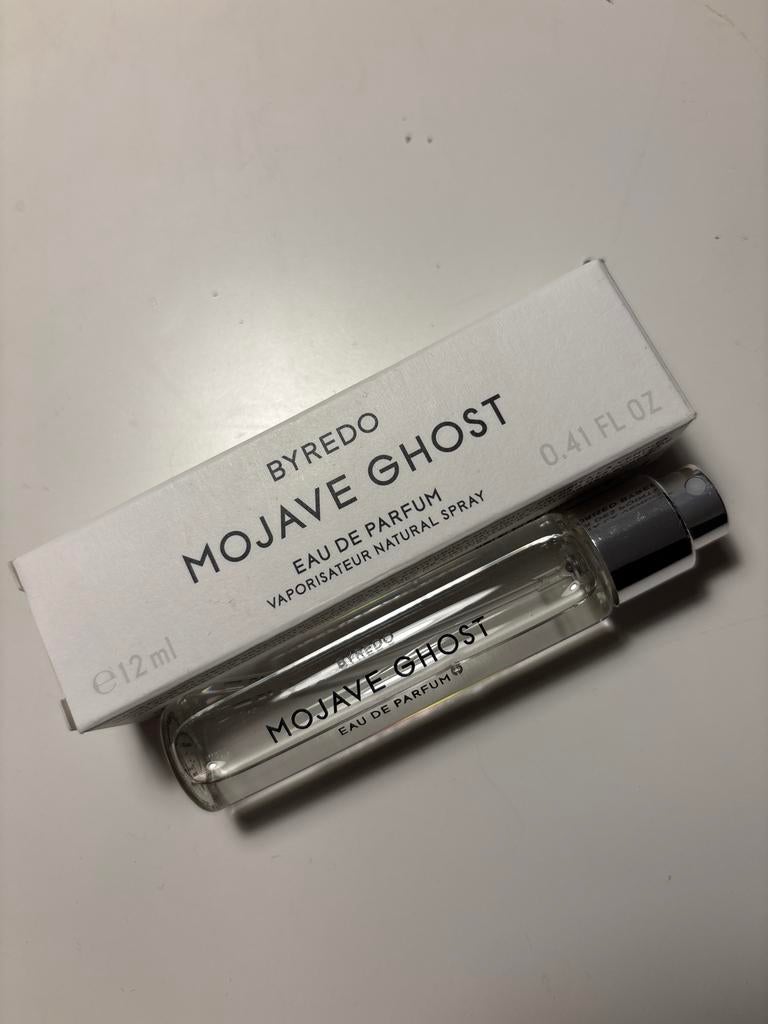 BYREDO
MOJAVE GHOST
EAU DE PARFUM
VAPORISATEUR NATURAL SPRAY
0.41 FL OZ
℮12 ml
BYREDO
MOJAVE GHOST
EAU DE PARFUM